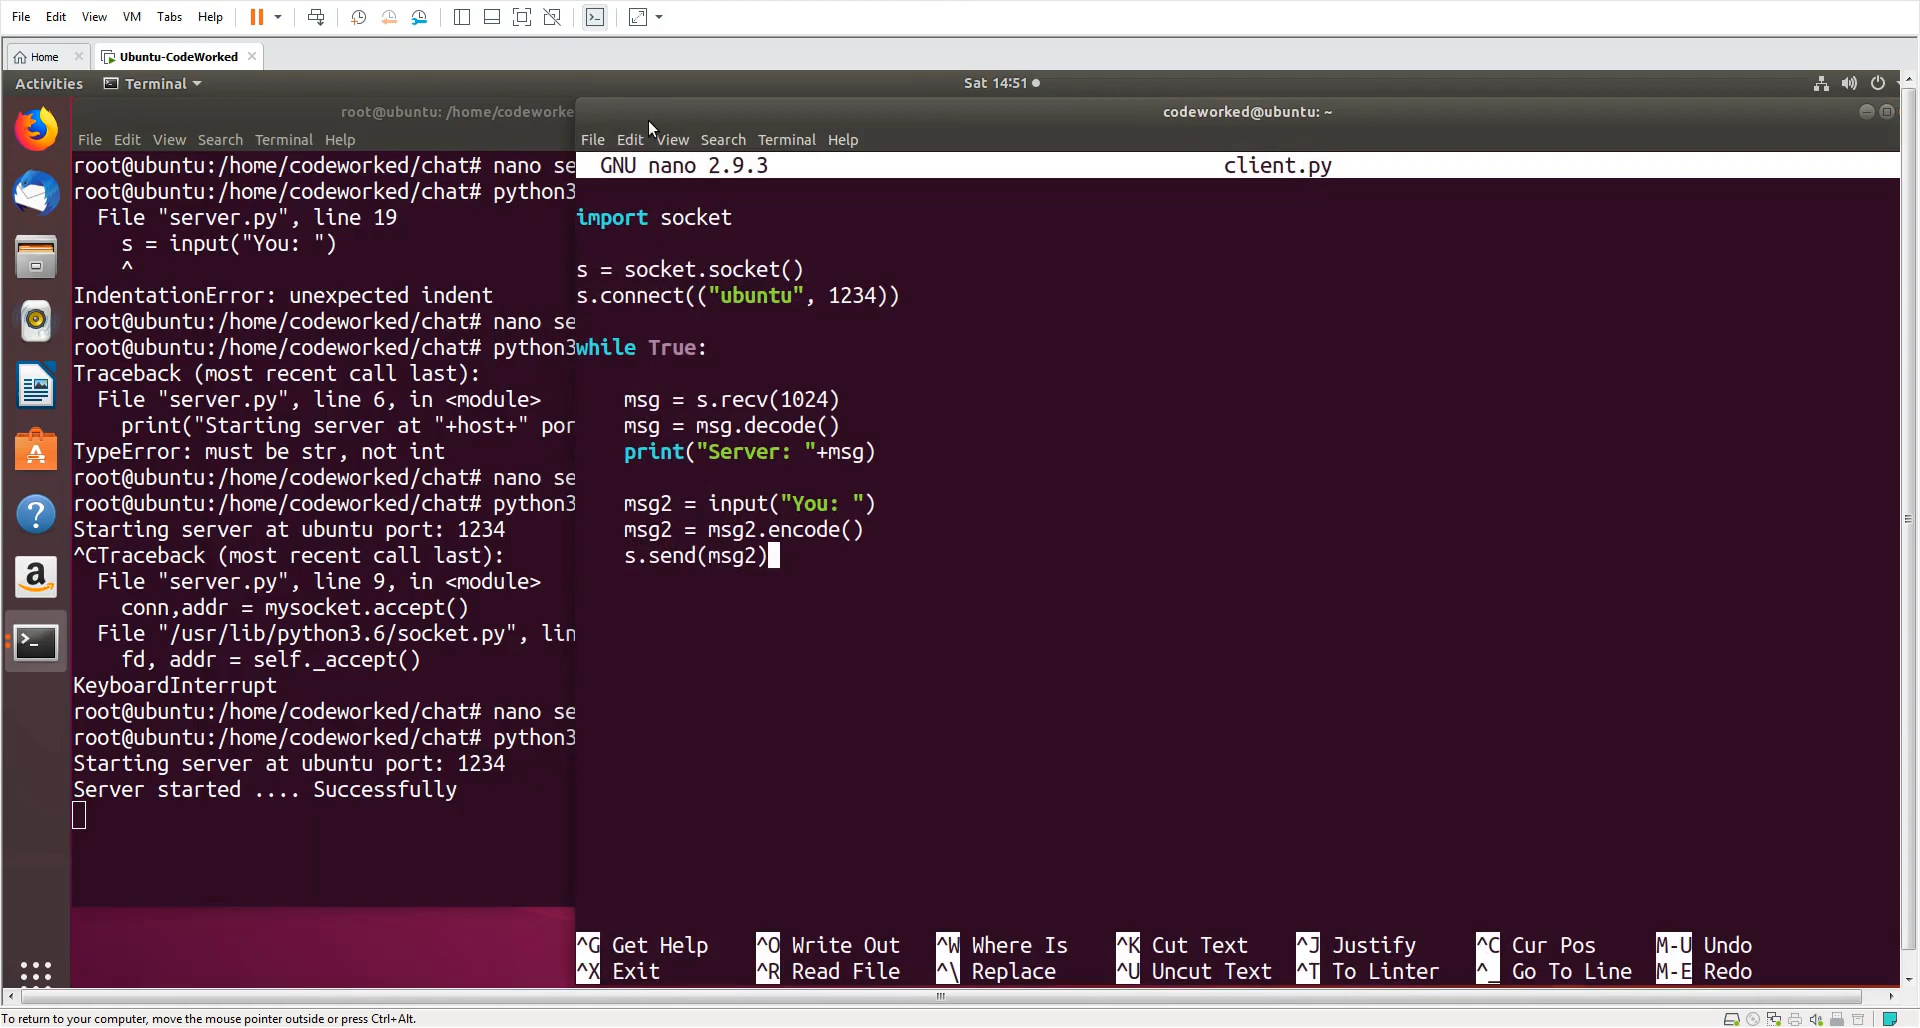 File Edit View VM Tabs Help
Home
Ubuntu-CodeWorked
Activities Terminal Sat 14:51
root@ubuntu: /home/codeworke
File Edit View Search Terminal Help
root@ubuntu:/home/codeworked/chat# nano se
root@ubuntu:/home/codeworked/chat# python3
File "server.py", line 19
s = input("You: ")
^
IndentationError: unexpected indent
root@ubuntu:/home/codeworked/chat# nano se
root@ubuntu:/home/codeworked/chat# python3
Traceback (most recent call last):
File "server.py", line 6, in <module>
print("Starting server at "+host+" por
TypeError: must be str, not int
root@ubuntu:/home/codeworked/chat# nano se
root@ubuntu:/home/codeworked/chat# python3
Starting server at ubuntu port: 1234
^CTraceback (most recent call last):
File "server.py", line 9, in <module>
conn,addr = mysocket.accept()
File "/usr/lib/python3.6/socket.py", lin
fd, addr = self._accept()
KeyboardInterrupt
root@ubuntu:/home/codeworked/chat# nano se
root@ubuntu:/home/codeworked/chat# python3
Starting server at ubuntu port: 1234
Server started .... Successfully
codeworked@ubuntu: ~
File Edit View Search Terminal Help
GNU nano 2.9.3 client.py
import socket
s = socket.socket()
s.connect(("ubuntu", 1234))
while True:
msg = s.recv(1024)
msg = msg.decode()
print("Server: "+msg)
msg2 = input("You: ")
msg2 = msg2.encode()
s.send(msg2)
^G Get Help ^O Write Out ^W Where Is ^K Cut Text ^J Justify ^C Cur Pos M-U Undo
^X Exit ^R Read File ^\ Replace ^U Uncut Text ^T To Linter ^_ Go To Line M-E Redo
To return to your computer, move the mouse pointer outside or press Ctrl+Alt.